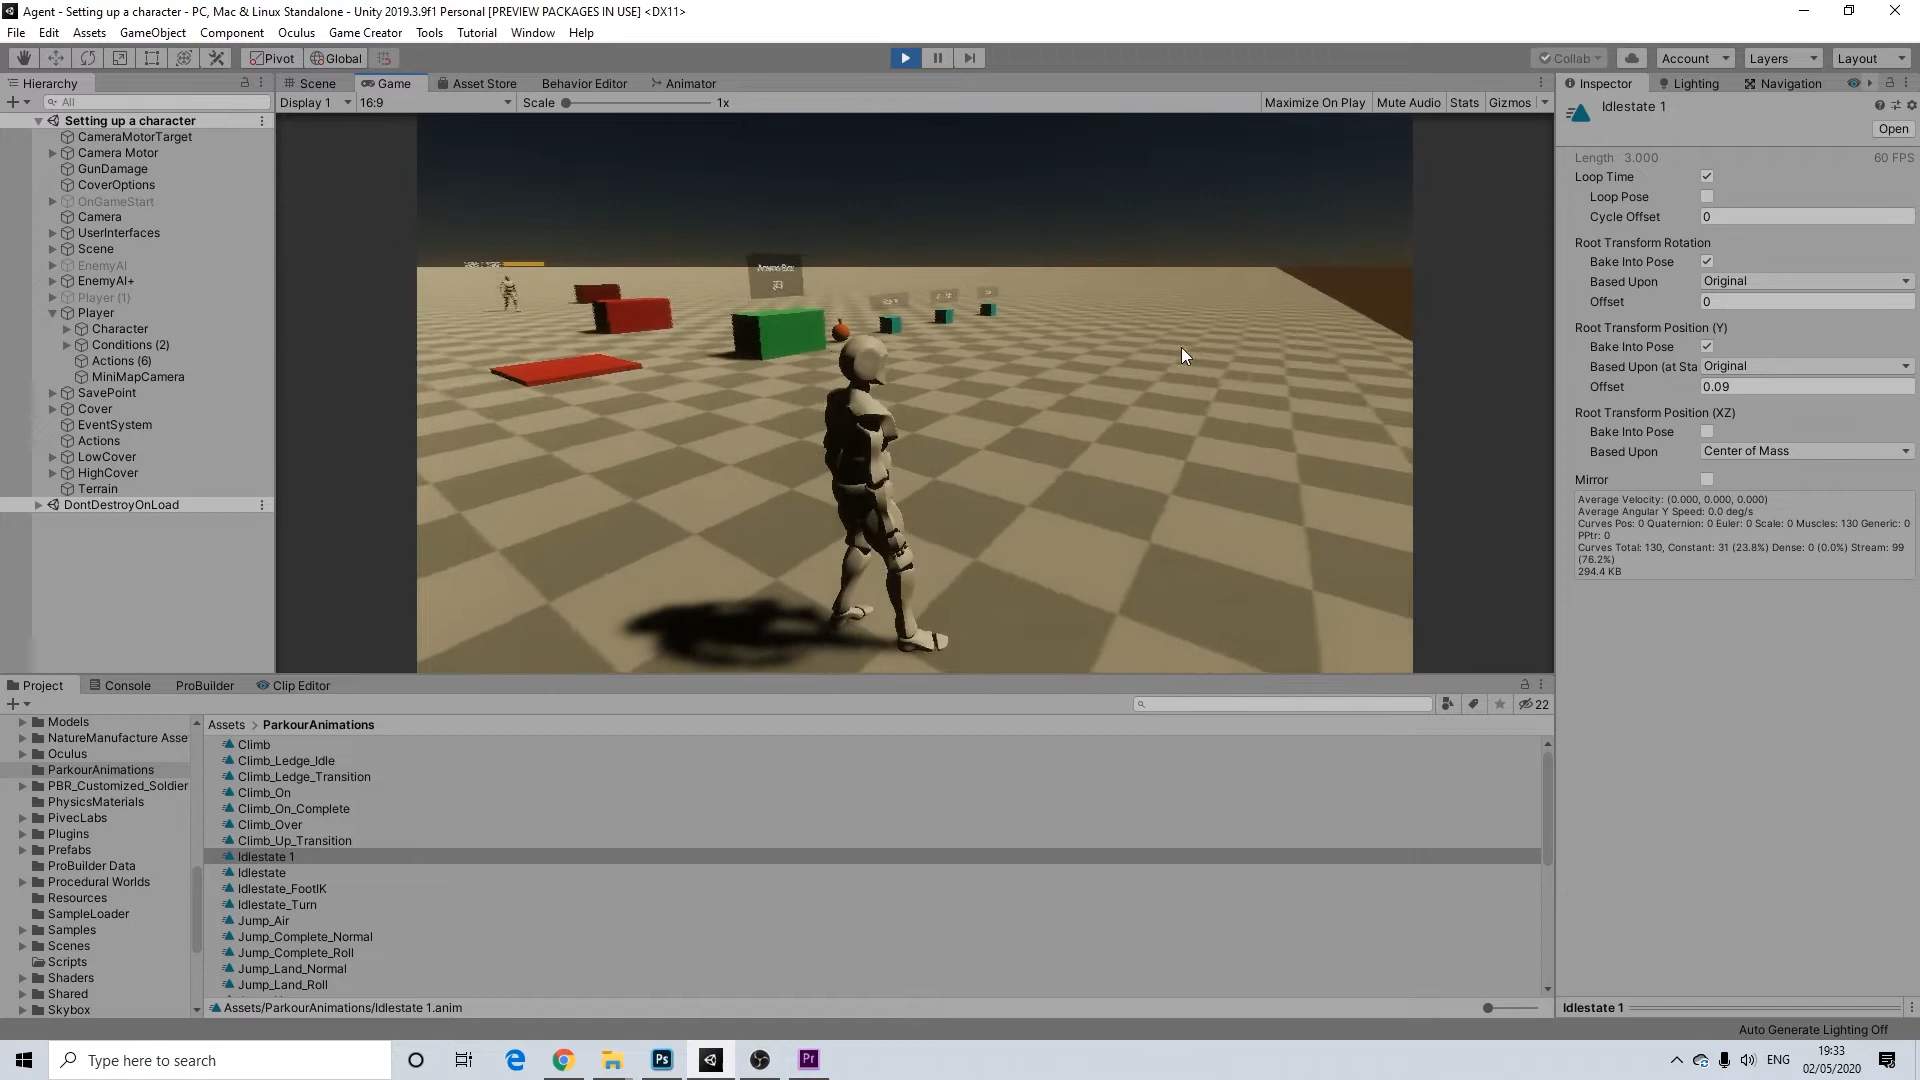 Agent - Setting up a character - PC, Mac & Linux Standalone - Unity 2019.3.9f1 Personal [PREVIEW PACKAGES IN USE] <DX11>
File Edit Assets GameObject Component Oculus Game Creator Tools Tutorial Window Help
Pivot Global Collab Account Layers Layout
Hierarchy
All
Setting up a character
CameraMotorTarget
Camera Motor
GunDamage
CoverOptions
OnGameStart
Camera
UserInterfaces
Scene
EnemyAI
EnemyAI+
Player (1)
Player
Character
Conditions (2)
Actions (6)
MiniMapCamera
SavePoint
Cover
EventSystem
Actions
LowCover
HighCover
Terrain
DontDestroyOnLoad
Scene Game Asset Store Behavior Editor Animator
Display 1 16:9 Scale 1x Maximize On Play Mute Audio Stats Gizmos
Inspector Lighting Navigation
Idlestate 1
Open
Length 3.000 60 FPS
Loop Time
Loop Pose
Cycle Offset 0
Root Transform Rotation
Bake Into Pose
Based Upon Original
Offset 0
Root Transform Position (Y)
Bake Into Pose
Based Upon (at Sta Original
Offset 0.09
Root Transform Position (XZ)
Bake Into Pose
Based Upon Center of Mass
Mirror
Average Velocity: (0.000, 0.000, 0.000)
Average Angular Y Speed: 0.0 deg/s
Curves Pos: 0 Quaternion: 0 Euler: 0 Scale: 0 Muscles: 130 Generic: 0
PPtr: 0
Curves Total: 130, Constant: 31 (23.8%) Dense: 0 (0.0%) Stream: 99
(76.2%)
294.4 KB
Project Console ProBuilder Clip Editor
22
Models
NatureManufacture Asse
Oculus
ParkourAnimations
PBR_Customized_Soldier
PhysicsMaterials
PivecLabs
Plugins
Prefabs
ProBuilder Data
Procedural Worlds
Resources
SampleLoader
Samples
Scenes
Scripts
Shaders
Shared
Skybox
Assets > ParkourAnimations
Climb
Climb_Ledge_Idle
Climb_Ledge_Transition
Climb_On
Climb_On_Complete
Climb_Over
Climb_Up_Transition
Idlestate 1
Idlestate
Idlestate_FootIK
Idlestate_Turn
Jump_Air
Jump_Complete_Normal
Jump_Complete_Roll
Jump_Land_Normal
Jump_Land_Roll
Assets/ParkourAnimations/Idlestate 1.anim
Idlestate 1
Auto Generate Lighting Off
Type here to search
Ps
Pr
ENG
19:33
02/05/2020